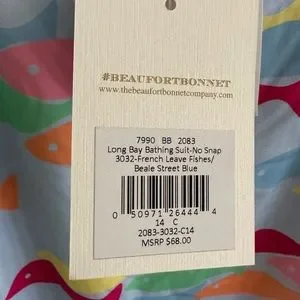 #BEAUFORTBONNET
www.thebeaufortbonnetcompany.com
7990 BB 2083
Long Bay Bathing Suit-No Snap
3032-French Leave Fishes/
Beale Street Blue
0 50971 26444 4
14 C
2083-3032-C14
MSRP $68.00